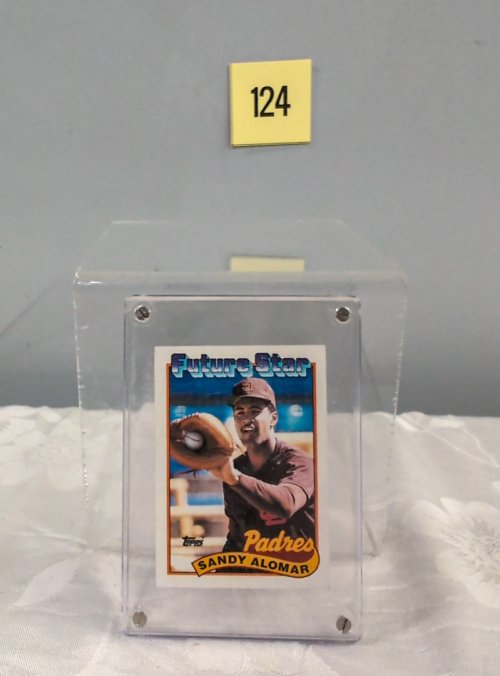 124
Future Star
Topps
Padres
SANDY ALOMAR